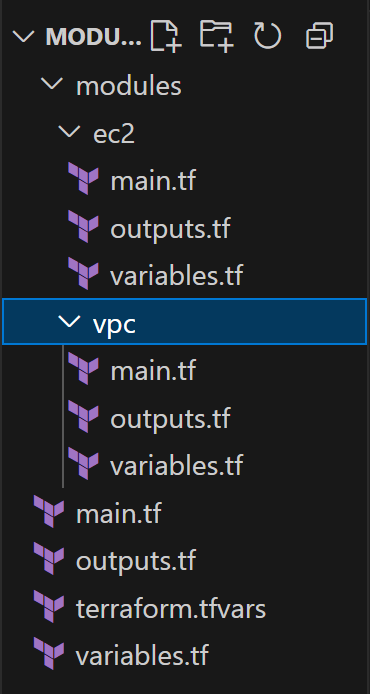 MODU...
modules
ec2
main.tf
outputs.tf
variables.tf
vpc
main.tf
outputs.tf
variables.tf
main.tf
outputs.tf
terraform.tfvars
variables.tf